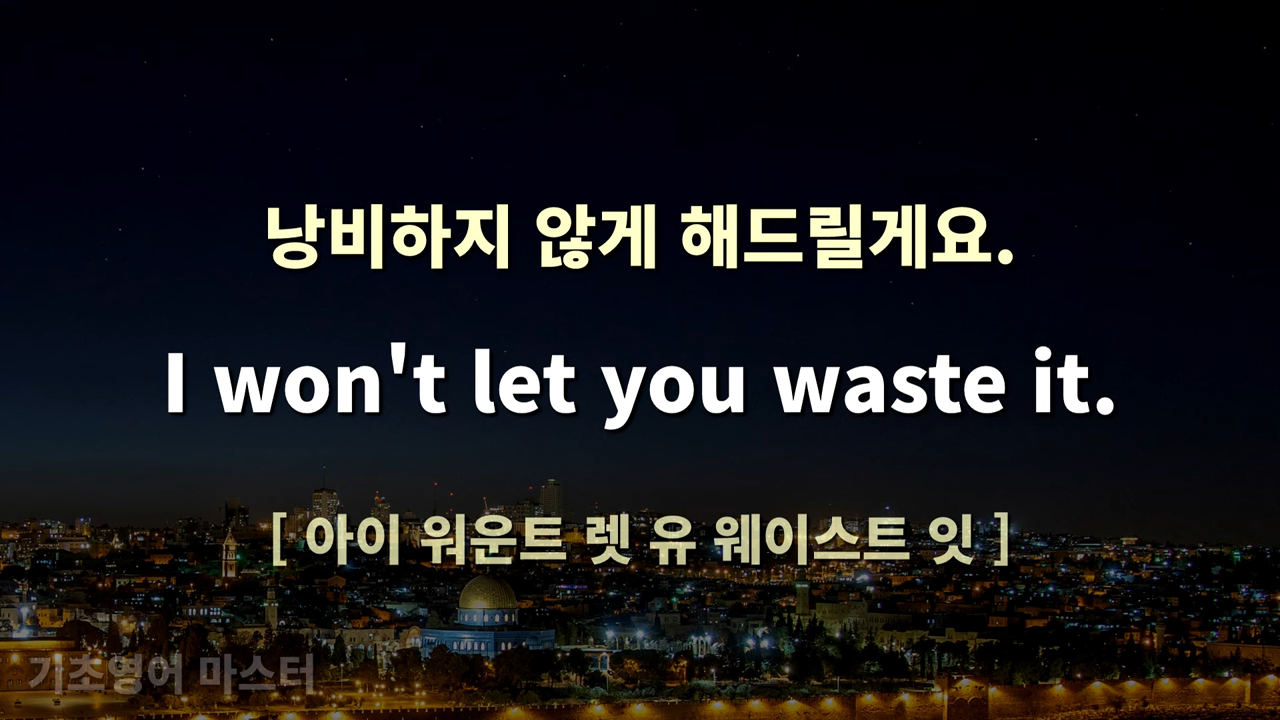 낭비하지 않게 해드릴게요.
I won't let you waste it.
[ 아이 워운트 렛 유 웨이스트 잇 ]
기초영어 마스터